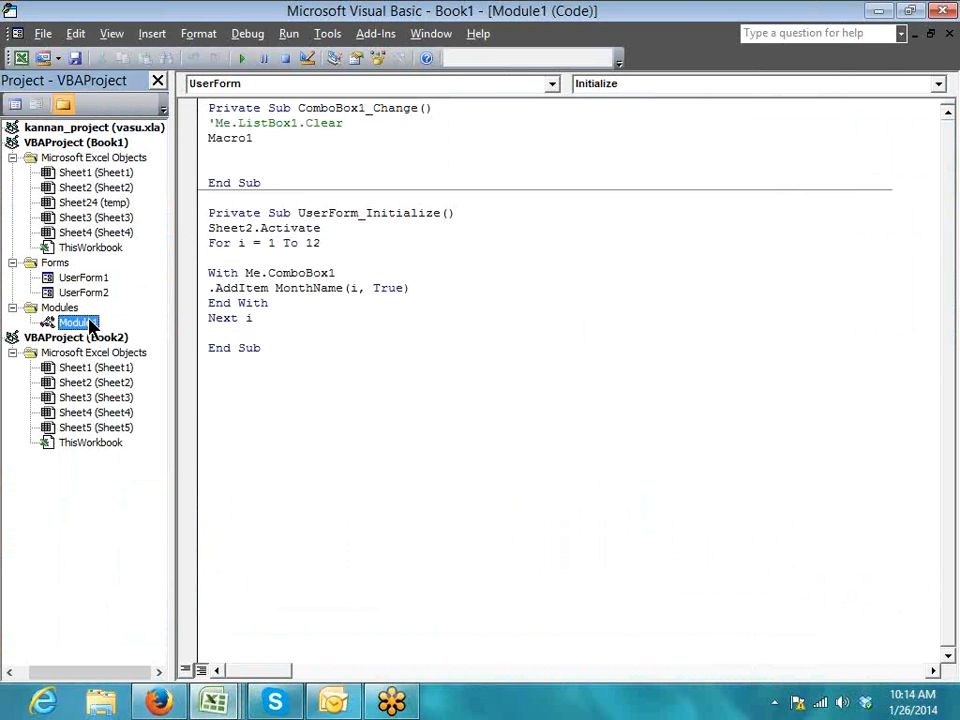 Microsoft Visual Basic - Book1 - [Module1 (Code)]
File Edit View Insert Format Debug Run Tools Add-Ins Window Help
Type a question for help
Project - VBAProject
UserForm
Initialize
kannan_project (vasu.xla)
VBAProject (Book1)
Microsoft Excel Objects
Sheet1 (Sheet1)
Sheet2 (Sheet2)
Sheet24 (temp)
Sheet3 (Sheet3)
Sheet4 (Sheet4)
ThisWorkbook
Forms
UserForm1
UserForm2
Modules
VBAProject (Book2)
Microsoft Excel Objects
Sheet1 (Sheet1)
Sheet2 (Sheet2)
Sheet3 (Sheet3)
Sheet4 (Sheet4)
Sheet5 (Sheet5)
ThisWorkbook
Private Sub ComboBox1_Change()
'Me.ListBox1.Clear
Macro1
End Sub
Private Sub UserForm_Initialize()
Sheet2.Activate
For i = 1 To 12
With Me.ComboBox1
.AddItem MonthName(i, True)
End With
Next i
End Sub
10:14 AM
1/26/2014